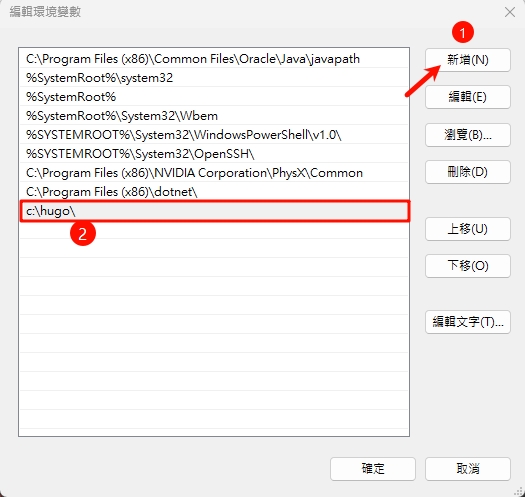 編輯環境變數
1
C:\Program Files (x86)\Common Files\Oracle\Java\javapath
%SystemRoot%\system32
%SystemRoot%
%SystemRoot%\System32\Wbem
%SYSTEMROOT%\System32\WindowsPowerShell\v1.0\
%SYSTEMROOT%\System32\OpenSSH\
C:\Program Files (x86)\NVIDIA Corporation\PhysX\Common
C:\Program Files (x86)\dotnet\
c:\hugo\
2
新增(N)
編輯(E)
瀏覽(B)...
刪除(D)
上移(U)
下移(O)
編輯文字(T)...
確定
取消